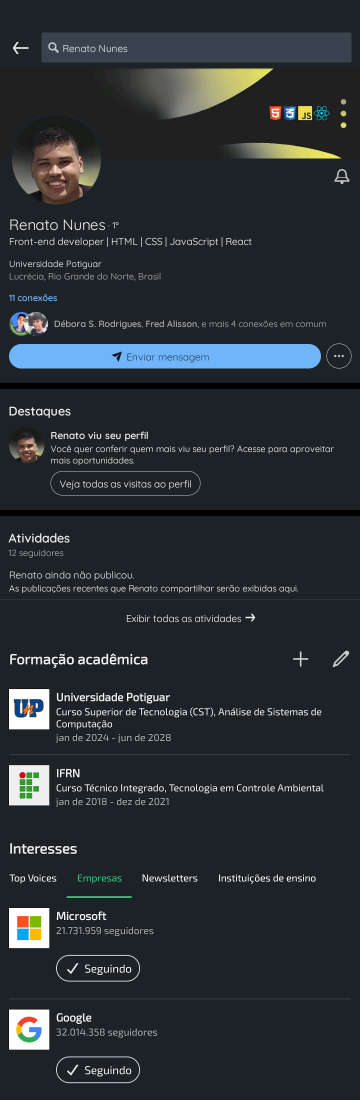 Renato Nunes
5 3 JS
Renato Nunes · 1º
Front-end developer | HTML | CSS | JavaScript | React
Universidade Potiguar
Lucrécia, Rio Grande do Norte, Brasil
11 conexões
Débora S. Rodrigues, Fred Alisson, e mais 4 conexões em comum
Enviar mensagem
Destaques
Renato viu seu perfil
Você quer conferir quem mais viu seu perfil? Acesse para aproveitar
mais oportunidades.
Veja todas as visitas ao perfil
Atividades
12 seguidores
Renato ainda não publicou.
As publicações recentes que Renato compartilhar serão exibidas aqui.
Exibir todas as atividades →
Formação acadêmica
UnP
Universidade Potiguar
Curso Superior de Tecnologia (CST), Análise de Sistemas de
Computação
jan de 2024 - jun de 2028
IFRN
Curso Técnico Integrado, Tecnologia em Controle Ambiental
jan de 2018 - dez de 2021
Interesses
Top Voices Empresas Newsletters Instituições de ensino
Microsoft
21.731.959 seguidores
Seguindo
Google
32.014.358 seguidores
Seguindo